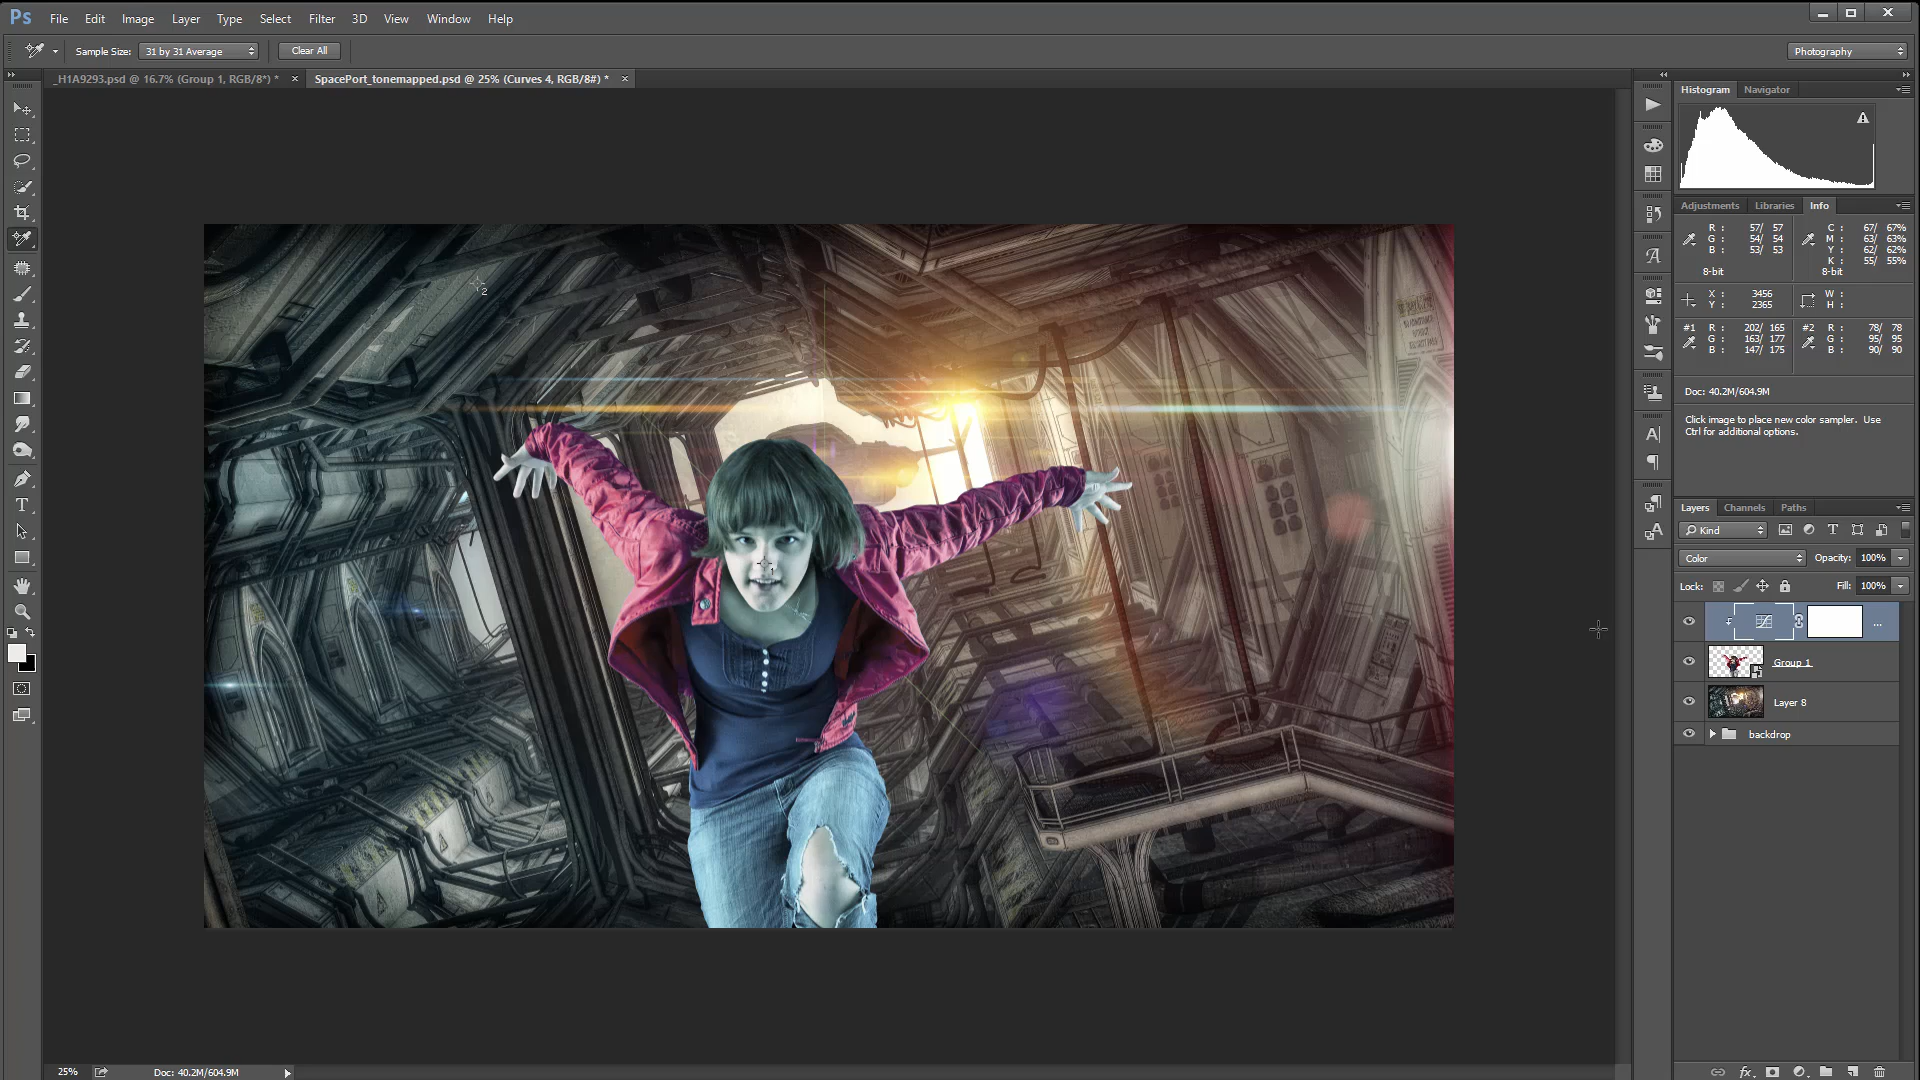 Ps File Edit Image Layer Type Select Filter 3D View Window Help
Sample Size: 31 by 31 Average Clear All Photography
_H1A9293.psd @ 16.7% (Group 1, RGB/8*) * × SpacePort_tonemapped.psd @ 25% (Curves 4, RGB/8#) * ×
Histogram Navigator
Adjustments Libraries Info
R : 57/ 57 C : 67/ 67%
G : 54/ 54 M : 63/ 63%
B : 53/ 53 Y : 62/ 62%
K : 55/ 55%
8-bit 8-bit
X : 3456 W :
Y : 2365 H :
#1 R : 202/ 165 #2 R : 78/ 78
G : 163/ 177 G : 95/ 95
B : 147/ 175 B : 90/ 90
Doc: 40.2M/604.9M
Click image to place new color sampler. Use
Ctrl for additional options.
Layers Channels Paths
Kind
Color Opacity: 100%
Lock: Fill: 100%
...
Group 1
Layer 8
backdrop
2
1
25% Doc: 40.2M/604.9M